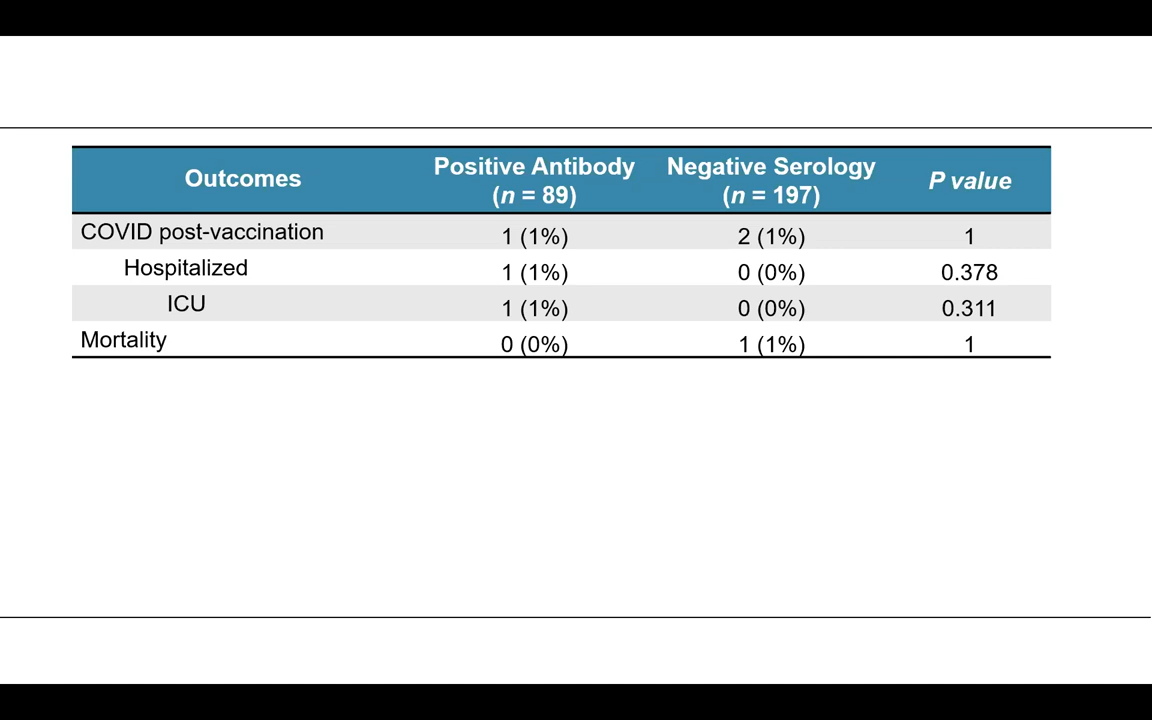 Outcomes Positive Antibody (n = 89) Negative Serology (n = 197) P value
COVID post-vaccination 1 (1%) 2 (1%) 1
Hospitalized 1 (1%) 0 (0%) 0.378
ICU 1 (1%) 0 (0%) 0.311
Mortality 0 (0%) 1 (1%) 1